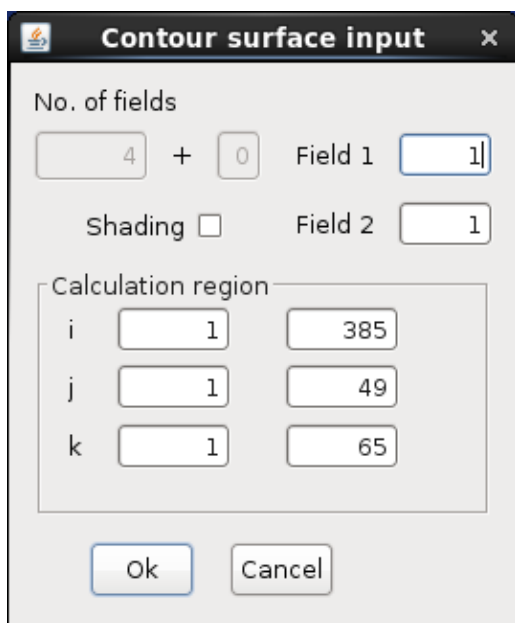 Contour surface input ×
No. of fields
4 + 0 Field 1 1
Shading Field 2 1
Calculation region
i 1 385
j 1 49
k 1 65
Ok Cancel